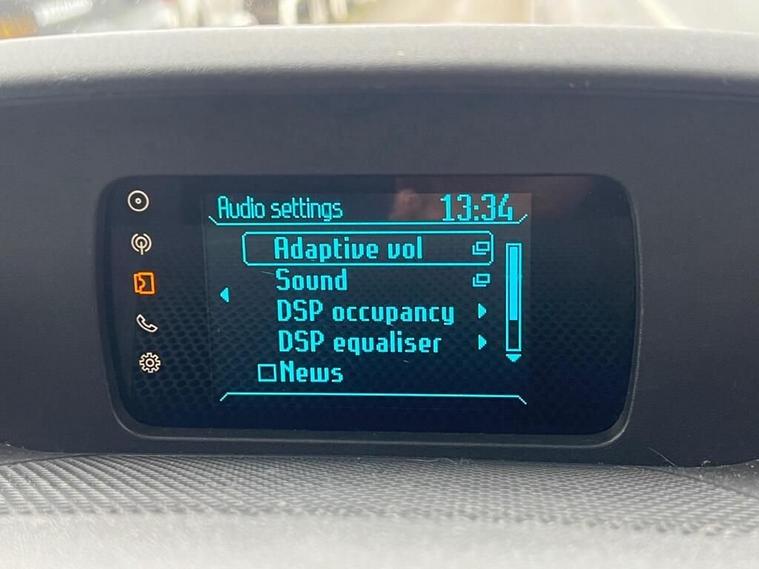 Audio settings 13:34
Adaptive vol
Sound
DSP occupancy
DSP equaliser
News